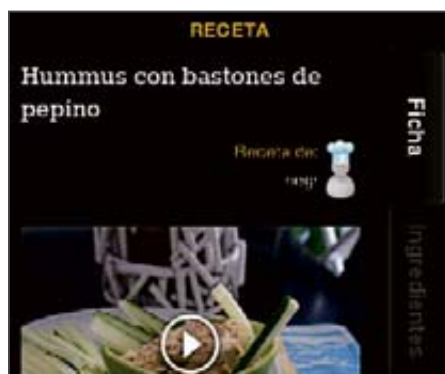 RECETA
Hummus con bastones de
pepino
Receta de:
Ficha
Ingredientes